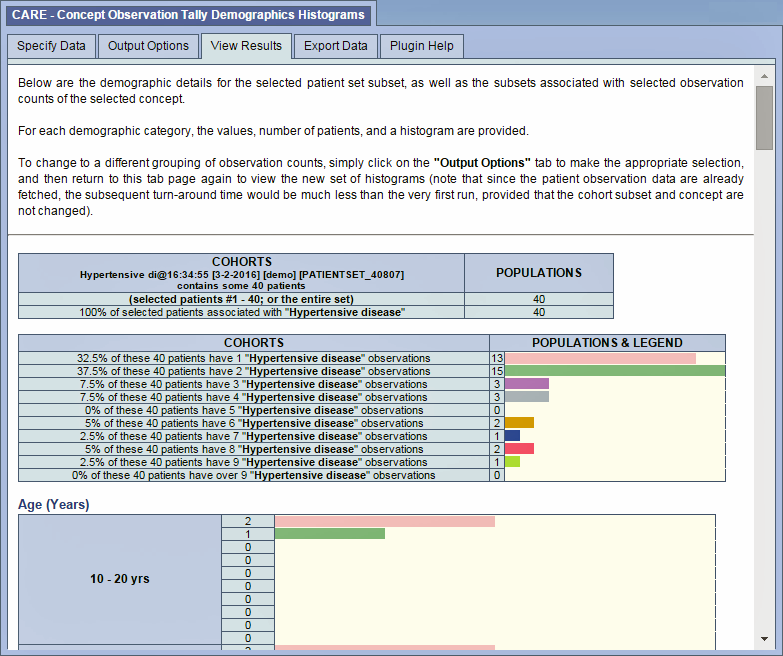 CARE - Concept Observation Tally Demographics Histograms
Specify Data Output Options View Results Export Data Plugin Help
Below are the demographic details for the selected patient set subset, as well as the subsets associated with selected observation
counts of the selected concept.
For each demographic category, the values, number of patients, and a histogram are provided.
To change to a different grouping of observation counts, simply click on the "Output Options" tab to make the appropriate selection,
and then return to this tab page again to view the new set of histograms (note that since the patient observation data are already
fetched, the subsequent turn-around time would be much less than the very first run, provided that the cohort subset and concept are
not changed).
COHORTS
Hypertensive di@16:34:55 [3-2-2016] [demo] [PATIENTSET_40807]
contains some 40 patients
POPULATIONS
(selected patients #1 - 40; or the entire set) 40
100% of selected patients associated with "Hypertensive disease" 40
COHORTS POPULATIONS & LEGEND
32.5% of these 40 patients have 1 "Hypertensive disease" observations 13
37.5% of these 40 patients have 2 "Hypertensive disease" observations 15
7.5% of these 40 patients have 3 "Hypertensive disease" observations 3
7.5% of these 40 patients have 4 "Hypertensive disease" observations 3
0% of these 40 patients have 5 "Hypertensive disease" observations 0
5% of these 40 patients have 6 "Hypertensive disease" observations 2
2.5% of these 40 patients have 7 "Hypertensive disease" observations 1
5% of these 40 patients have 8 "Hypertensive disease" observations 2
2.5% of these 40 patients have 9 "Hypertensive disease" observations 1
0% of these 40 patients have over 9 "Hypertensive disease" observations 0
Age (Years)
10 - 20 yrs
2
1
0
0
0
0
0
0
0
0